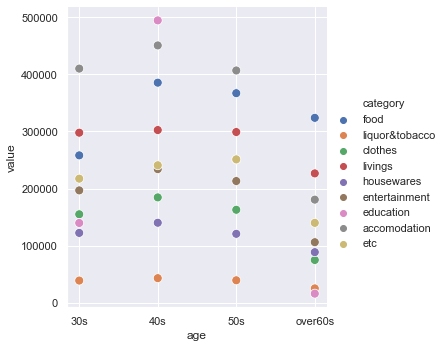 500000
400000
300000
200000
100000
0
value
30s
40s
50s
over60s
age
category
food
liquor&tobacco
clothes
livings
housewares
entertainment
education
accomodation
etc